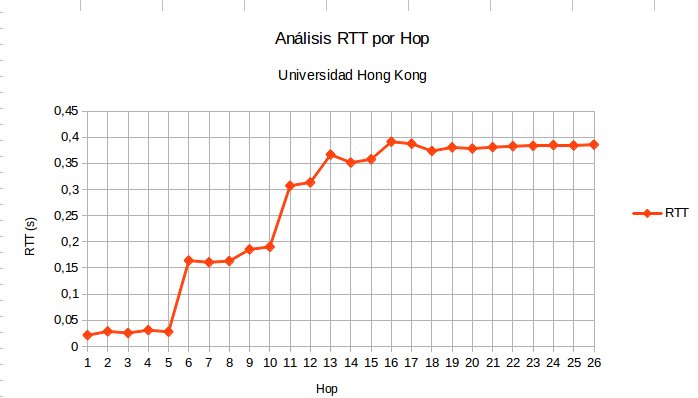 Análisis RTT por Hop
Universidad Hong Kong
0,45
0,4
0,35
0,3
0,25
0,2
0,15
0,1
0,05
0
RTT (s)
RTT
1 2 3 4 5 6 7 8 9 10 11 12 13 14 15 16 17 18 19 20 21 22 23 24 25 26
Hop